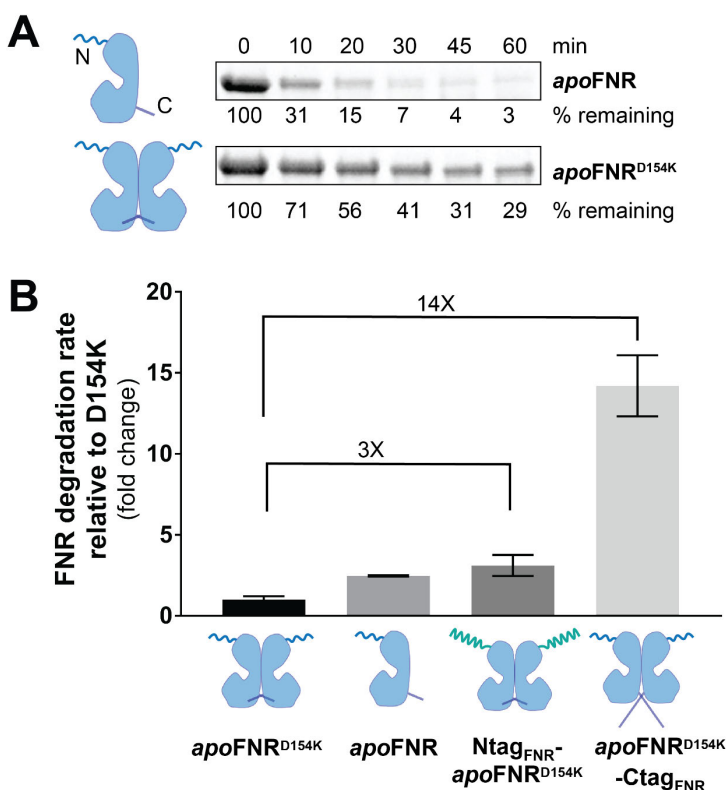 A
N
C
0 10 20 30 45 60 min
apoFNR
100 31 15 7 4 3 % remaining
apoFNRD154K
100 71 56 41 31 29 % remaining
B
FNR degradation rate
relative to D154K
(fold change)
20
15
10
5
0
14X
3X
apoFNRD154K
apoFNR
NtagFNR-
apoFNRD154K
apoFNRD154K
-CtagFNR